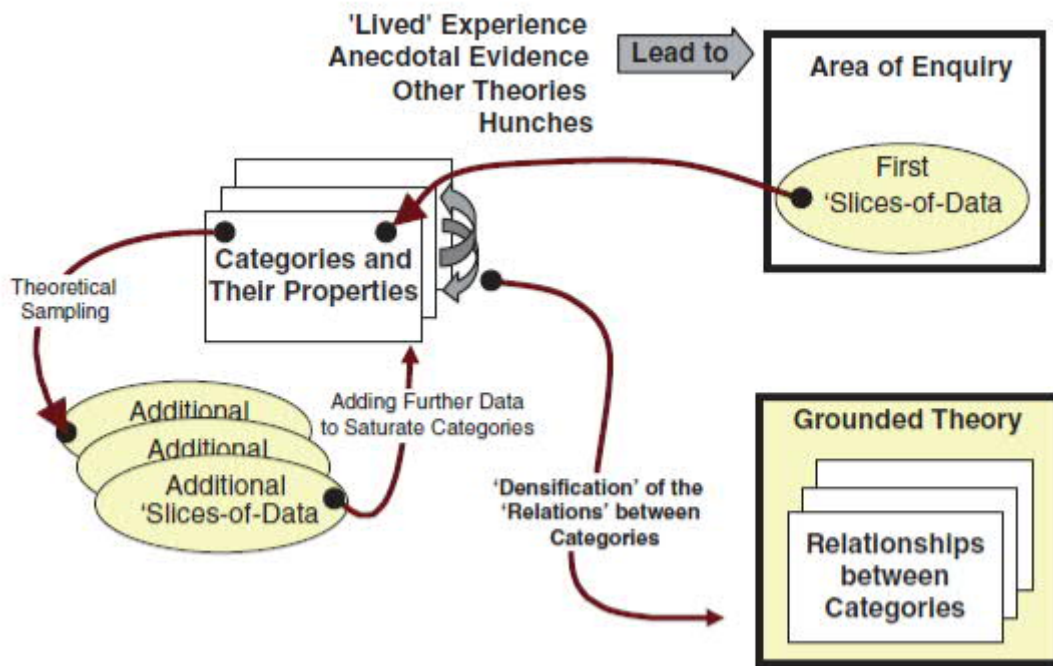 'Lived' Experience
Anecdotal Evidence
Other Theories
Hunches
Lead to
Area of Enquiry
First
'Slices-of-Data
Categories and
Their Properties
Theoretical
Sampling
Additional
Additional
Additional
'Slices-of-Data
Adding Further Data
to Saturate Categories
'Densification' of the
'Relations' between
Categories
Grounded Theory
Relationships
between
Categories